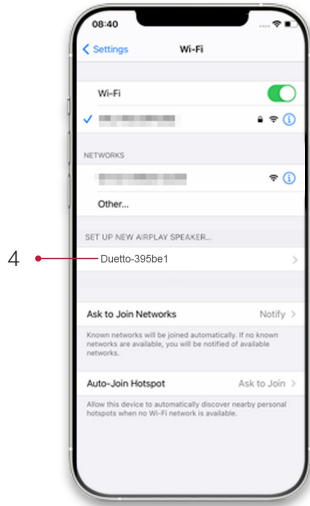 08:40
Settings
Wi-Fi
Wi-Fi
NETWORKS
Other...
SET UP NEW AIRPLAY SPEAKER...
4
Duetto-395be1
Ask to Join Networks
Notify
Known networks will be joined automatically. If no known
networks are available, you will be notified of available
networks.
Auto-Join Hotspot
Ask to Join
Allow this device to automatically discover nearby personal
hotspots when no Wi-Fi network is available.